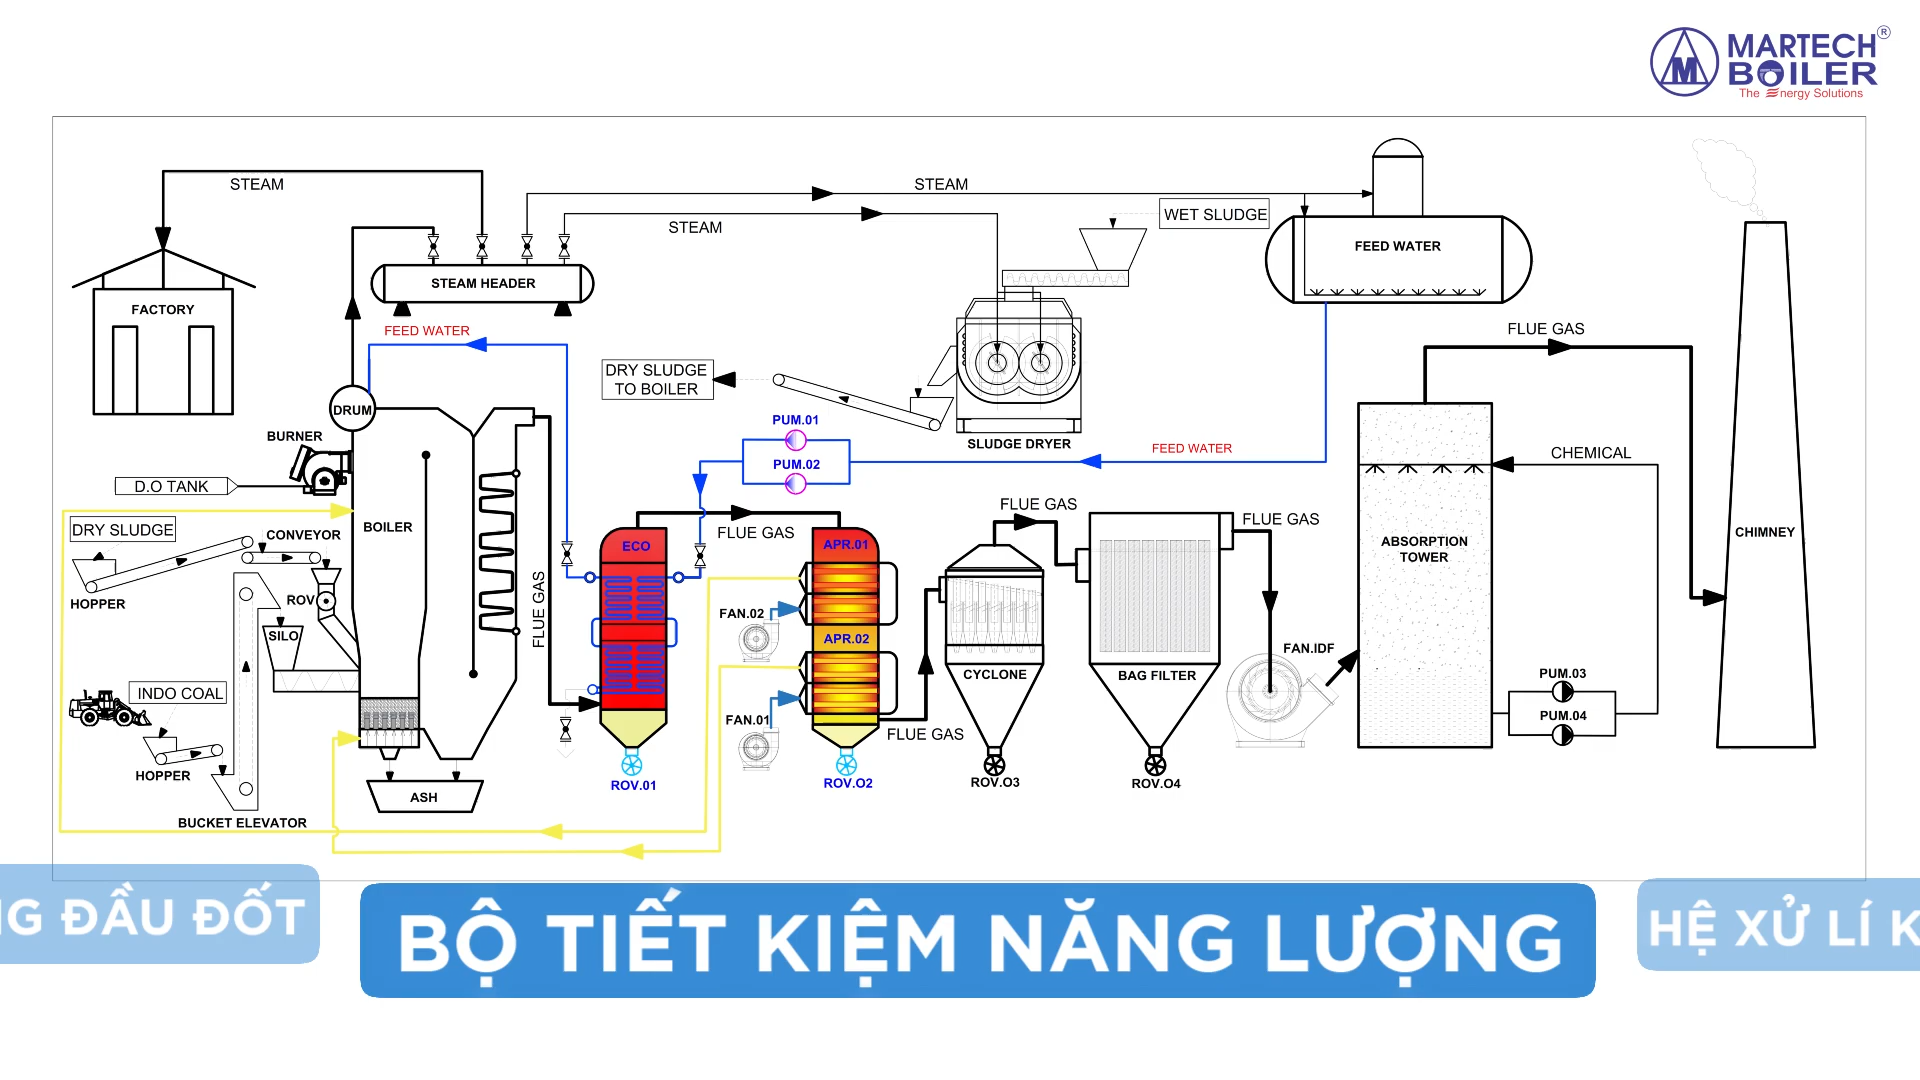 MARTECH ®
BOILER
The Energy Solutions
STEAM
STEAM
STEAM
WET SLUDGE
FEED WATER
STEAM HEADER
FACTORY
FEED WATER
FLUE GAS
DRY SLUDGE
TO BOILER
DRUM
PUM.01
SLUDGE DRYER
BURNER
FEED WATER
CHEMICAL
PUM.02
D.O TANK
FLUE GAS
FLUE GAS
DRY SLUDGE
BOILER
CONVEYOR
FLUE GAS
CHIMNEY
ECO
APR.01
ABSORPTION
TOWER
HOPPER
ROV
FLUE GAS
FAN.02
SILO
APR.02
FAN.IDF
CYCLONE
BAG FILTER
PUM.03
INDO COAL
FAN.01
PUM.04
FLUE GAS
HOPPER
ROV.01
ROV.O2
ROV.O3
ROV.O4
ASH
BUCKET ELEVATOR
NG ĐẦU ĐỐT
BỘ TIẾT KIỆM NĂNG LƯỢNG
HỆ XỬ LÍ K